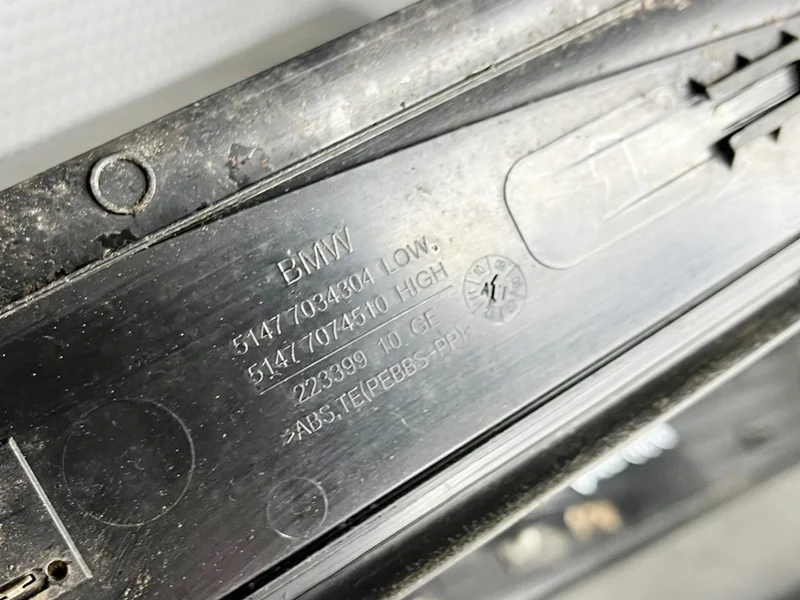 BMW
5147 7034304 LOW.
5147 7074510 HIGH
223399 10 GE
>ABS,TE(PEBBS-PP)<